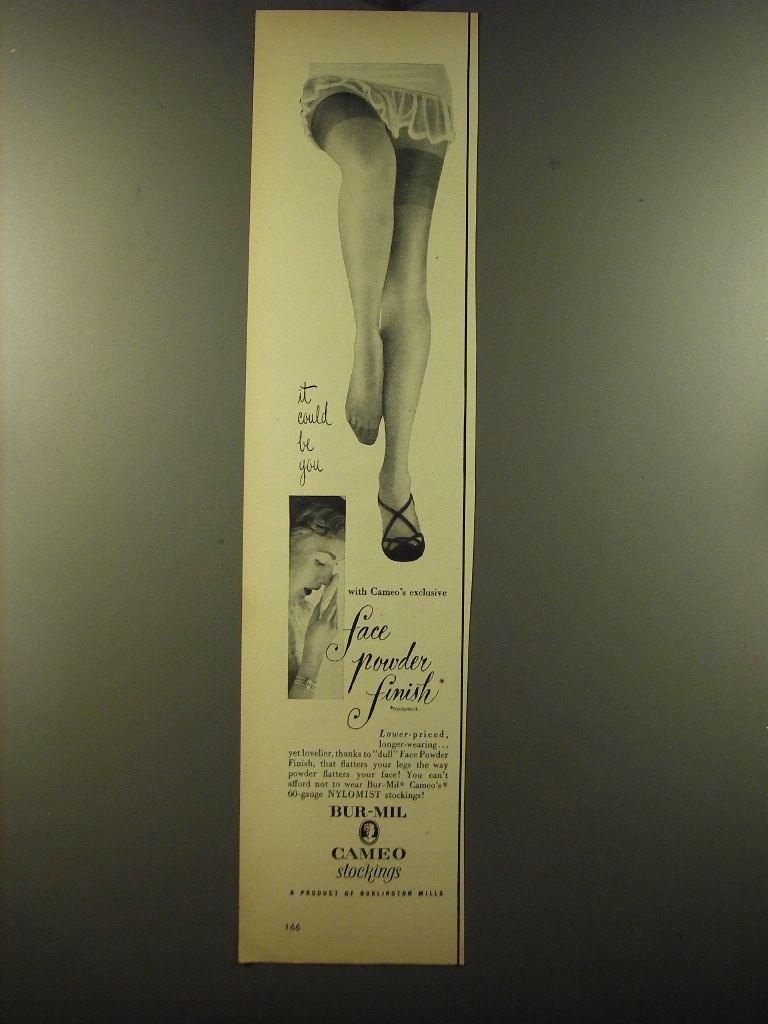 it
could
be
you
with Cameo's exclusive
face
powder
finish*
*Trademark
Lower-priced,
longer-wearing...
yet lovelier, thanks to "dull" Face Powder
Finish, that flatters your legs the way
powder flatters your face! You can't
afford not to wear Bur-Mil* Cameo's*
60-gauge NYLOMIST stockings!
BUR-MIL
CAMEO
stockings
A PRODUCT OF BURLINGTON MILLS
166